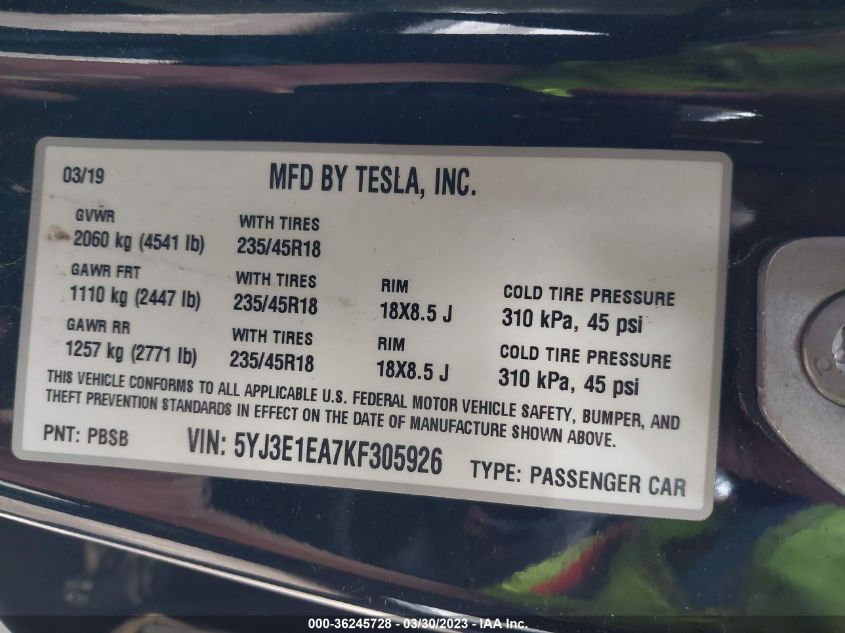 03/19
MFD BY TESLA, INC.
GVWR
2060 kg (4541 lb)
WITH TIRES
235/45R18
GAWR FRT
1110 kg (2447 lb)
WITH TIRES
235/45R18
RIM
18X8.5 J
COLD TIRE PRESSURE
310 kPa, 45 psi
GAWR RR
1257 kg (2771 lb)
WITH TIRES
235/45R18
RIM
18X8.5 J
COLD TIRE PRESSURE
310 kPa, 45 psi
THIS VEHICLE CONFORMS TO ALL APPLICABLE U.S. FEDERAL MOTOR VEHICLE SAFETY, BUMPER, AND
THEFT PREVENTION STANDARDS IN EFFECT ON THE DATE OF MANUFACTURE SHOWN ABOVE.
PNT: PBSB
VIN: 5YJ3E1EA7KF305926
TYPE: PASSENGER CAR
000-36245728 - 03/30/2023 - IAA Inc.